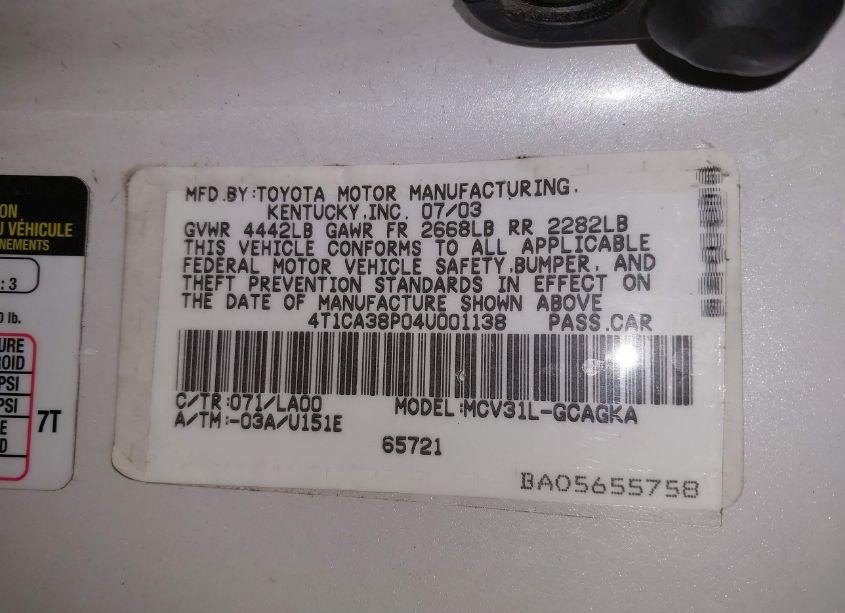 ON
U VÉHICULE
NEMENTS
: 3
0 lb.
URE
ROID
PSI
PSI
E
D
7T
MFD.BY:TOYOTA MOTOR MANUFACTURING,
KENTUCKY,INC. 07/03
GVWR 4442LB GAWR FR 2668LB RR 2282LB
THIS VEHICLE CONFORMS TO ALL APPLICABLE
FEDERAL MOTOR VEHICLE SAFETY,BUMPER, AND
THEFT PREVENTION STANDARDS IN EFFECT ON
THE DATE OF MANUFACTURE SHOWN ABOVE
4T1CA38P04U001138 PASS.CAR
C/TR:071/LA00 MODEL:MCV31L-GCAGKA
A/TM:-03A/U151E
65721
BA05655758